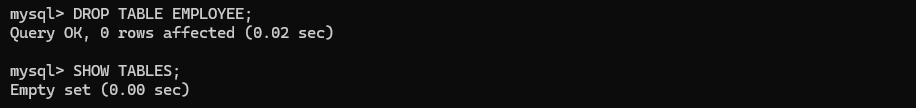 mysql> DROP TABLE EMPLOYEE;
Query OK, 0 rows affected (0.02 sec)
mysql> SHOW TABLES;
Empty set (0.00 sec)